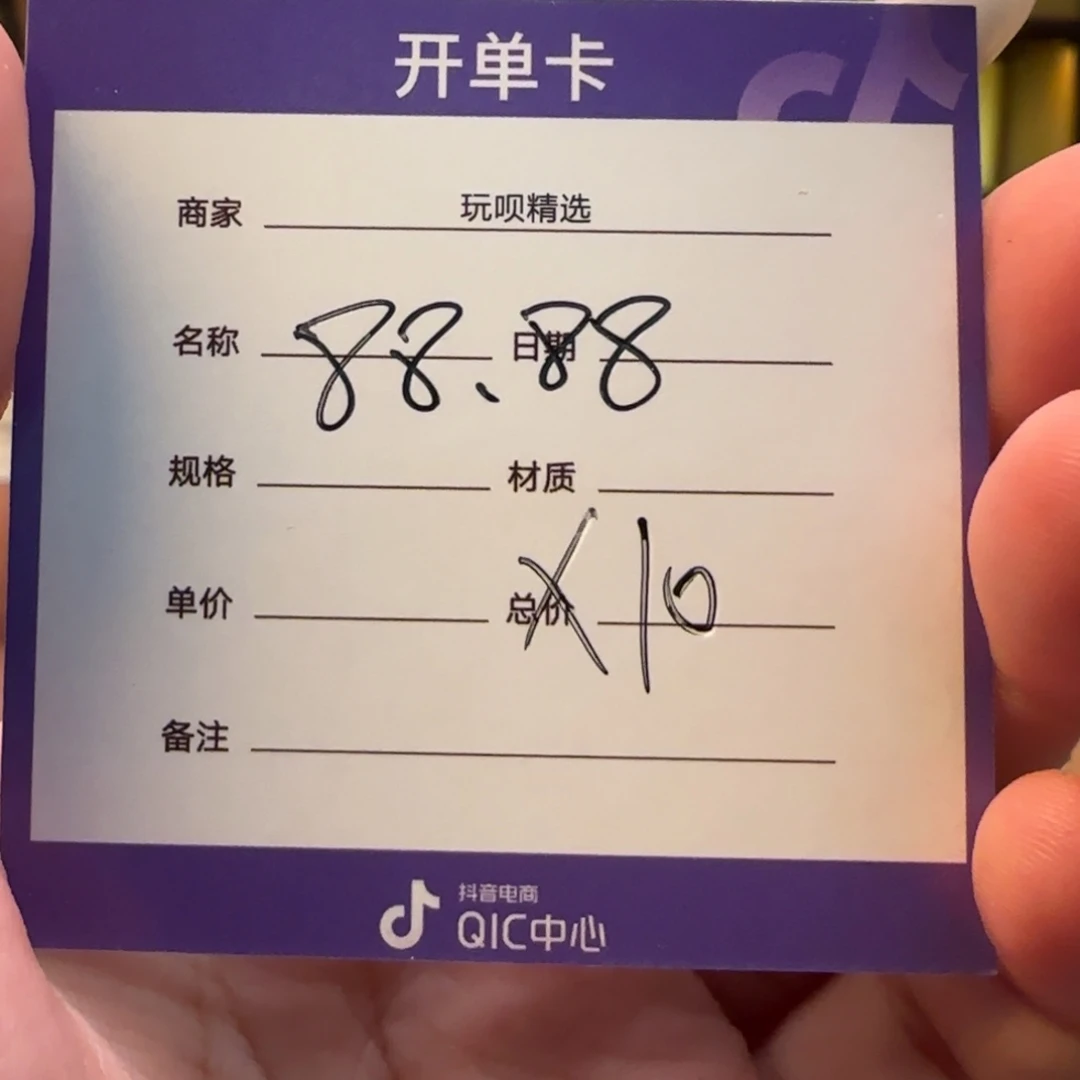 开单卡
商家 玩呗精选
名称 88.88 日期
规格 材质
单价 总价 X10
备注
抖音电商
QIC中心